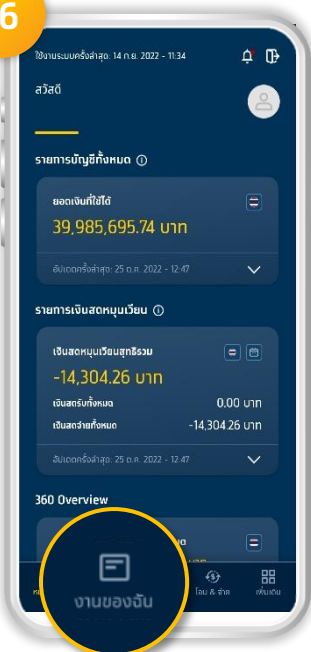 6
ใช้งานระบบครั้งล่าสุด: 14 ก.ย. 2022 - 11:34
สวัสดี
รายการบัญชีทั้งหมด
ยอดเงินที่ใช้ได้
39,985,695.74 บาท
อัปเดตครั้งล่าสุด: 25 ต.ค. 2022 - 12:47
รายการเงินสดหมุนเวียน
เงินสดหมุนเวียนสุทธิรวม
-14,304.26 บาท
เงินสดรับทั้งหมด 0.00 บาท
เงินสดจ่ายทั้งหมด -14,304.26 บาท
อัปเดตครั้งล่าสุด: 25 ต.ค. 2022 - 12:47
360 Overview
งานของฉัน
โอน & จ่าย
เพิ่มเติม